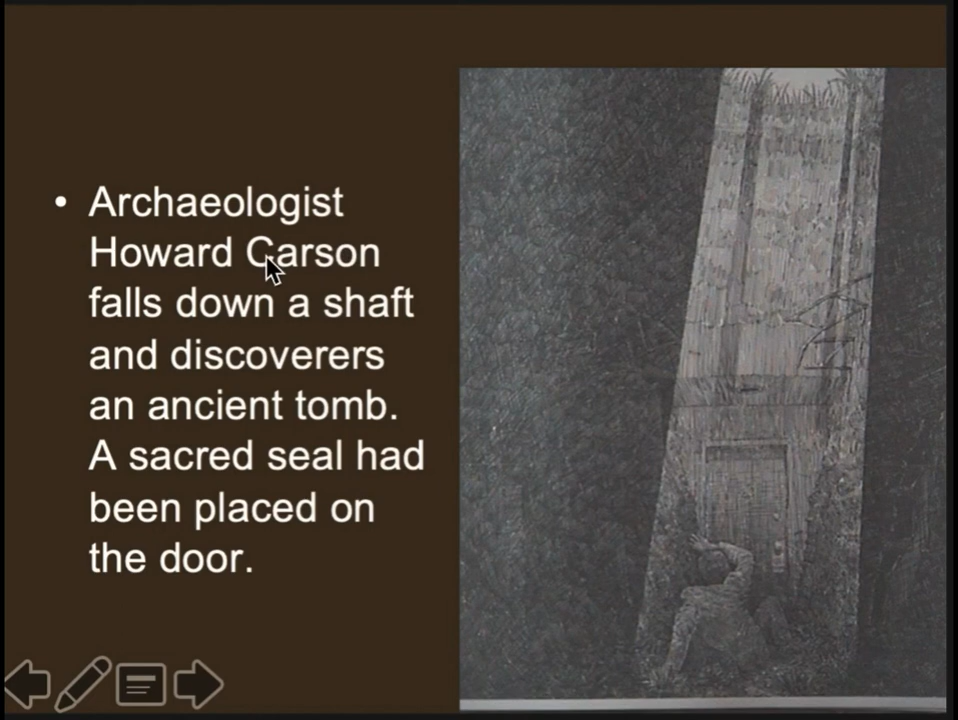 • Archaeologist
Howard Carson
falls down a shaft
and discoverers
an ancient tomb.
A sacred seal had
been placed on
the door.